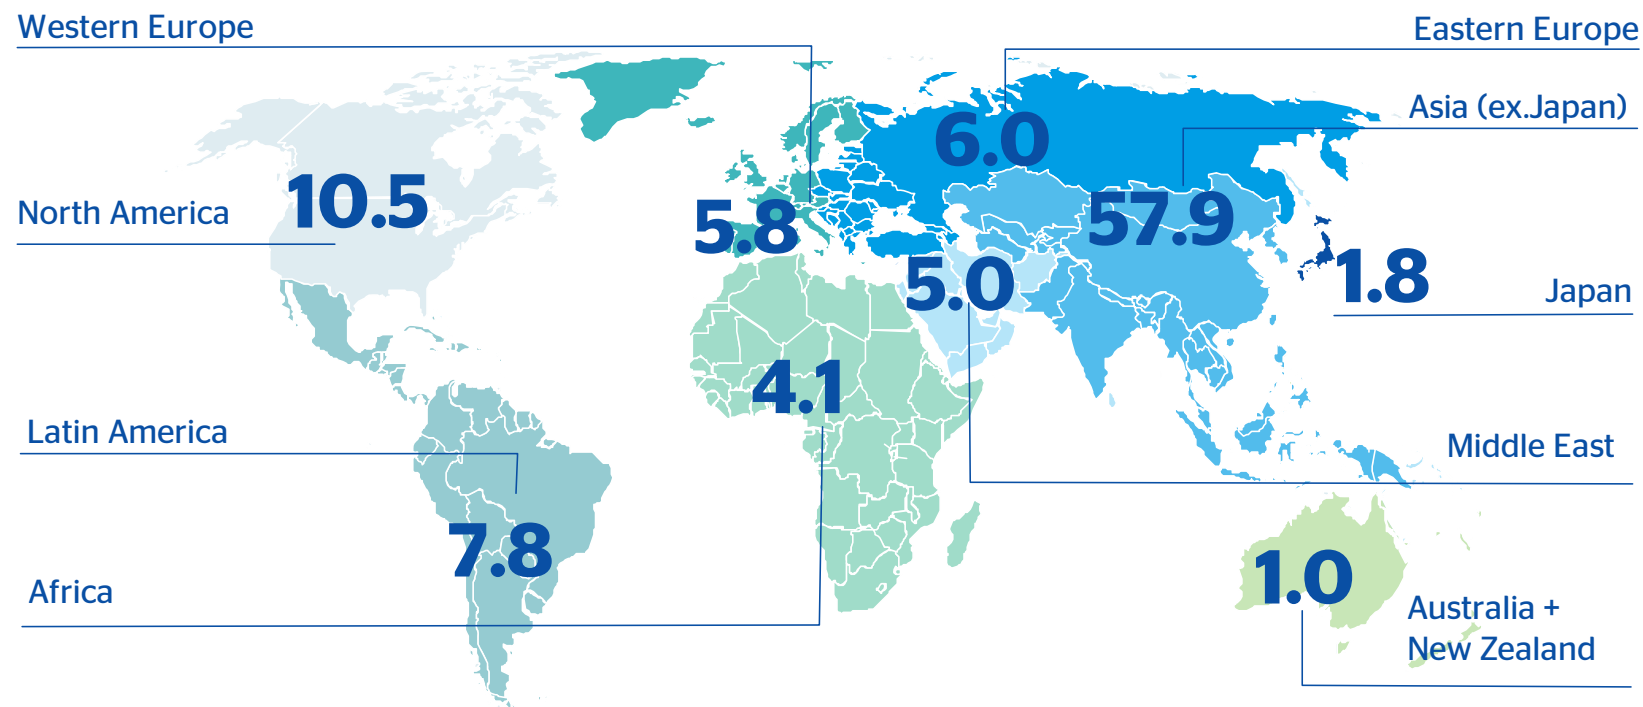 Western Europe
Eastern Europe
Asia (ex.Japan)
6.0
North America
10.5
5.8
57.9
5.0
1.8
Japan
4.1
Latin America
Middle East
7.8
1.0
Africa
Australia +
New Zealand